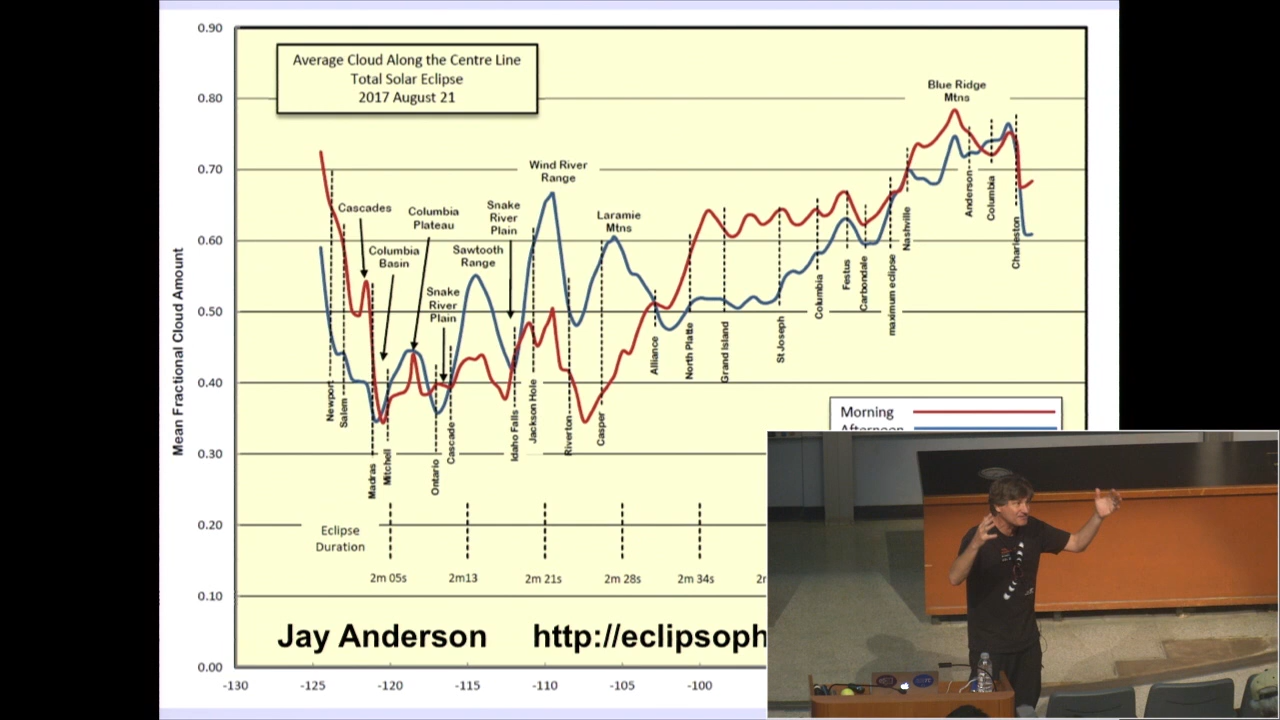 0.90
0.80
0.70
0.60
0.50
0.40
0.30
0.20
0.10
0.00
Mean Fractional Cloud Amount
Average Cloud Along the Centre Line
Total Solar Eclipse
2017 August 21
Cascades
Columbia
Basin
Columbia
Plateau
Snake
River
Plain
Sawtooth
Range
Snake
River
Plain
Wind River
Range
Laramie
Mtns
Blue Ridge
Mtns
Newport
Salem
Madras
Mitchell
Ontario
Cascade
Idaho Falls
Jackson Hole
Riverton
Casper
Alliance
North Platte
Grand Island
St Joseph
Columbia
Festus
Carbondale
maximum eclipse
Nashville
Anderson
Columbia
Charleston
Morning
Afternoon
Eclipse
Duration
2m 05s
2m13
2m 21s
2m 28s
2m 34s
Jay Anderson http://eclipsoph
-130
-125
-120
-115
-110
-105
-100